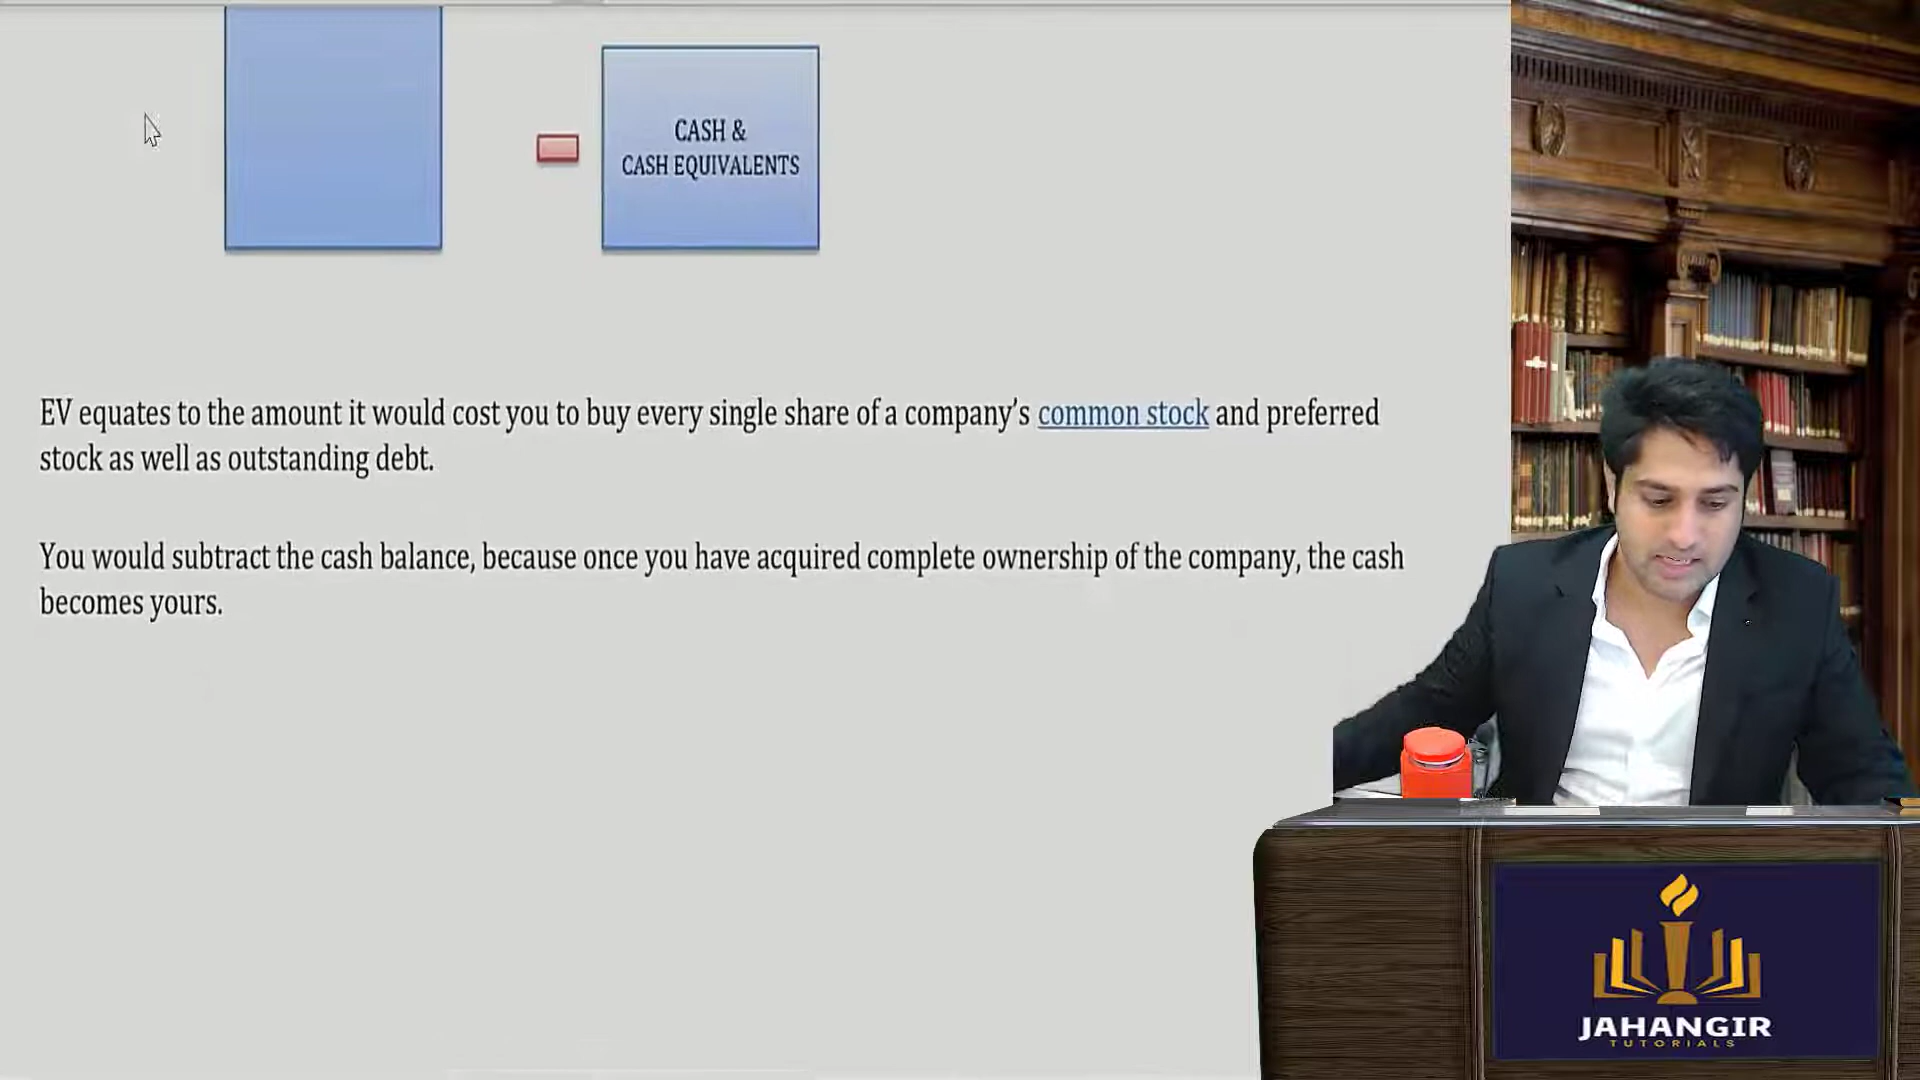 CASH &
CASH EQUIVALENTS
EV equates to the amount it would cost you to buy every single share of a company’s common stock and preferred
stock as well as outstanding debt.
You would subtract the cash balance, because once you have acquired complete ownership of the company, the cash
becomes yours.
JAHANGIR
TUTORIALS